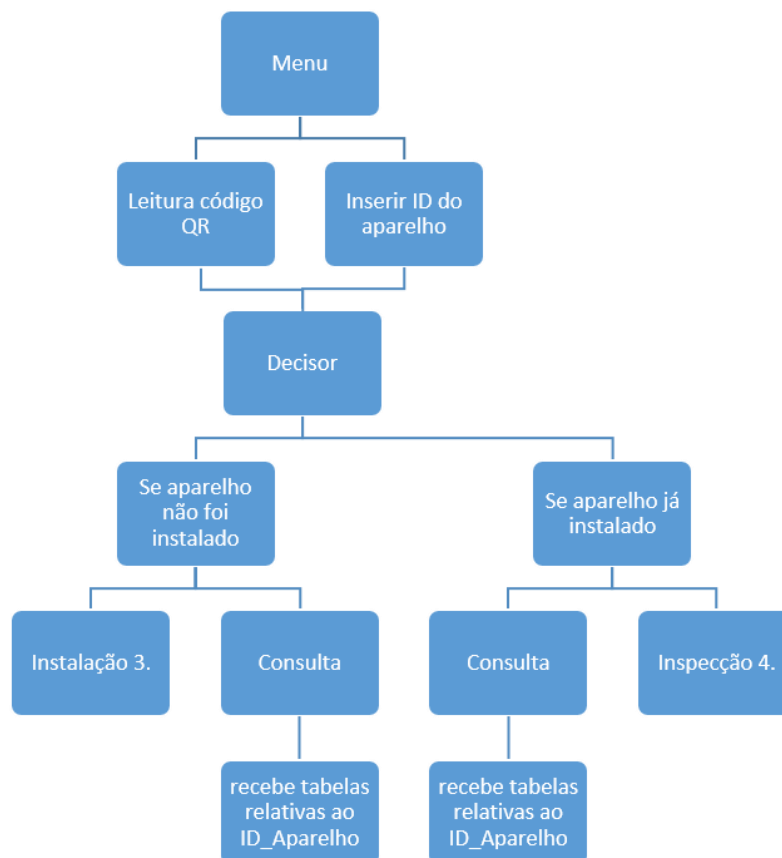 Menu
Leitura código
QR
Inserir ID do
aparelho
Decisor
Se aparelho
não foi
instalado
Se aparelho já
instalado
Instalação 3.
Consulta
Consulta
Inspecção 4.
recebe tabelas
relativas ao
ID_Aparelho
recebe tabelas
relativas ao
ID_Aparelho